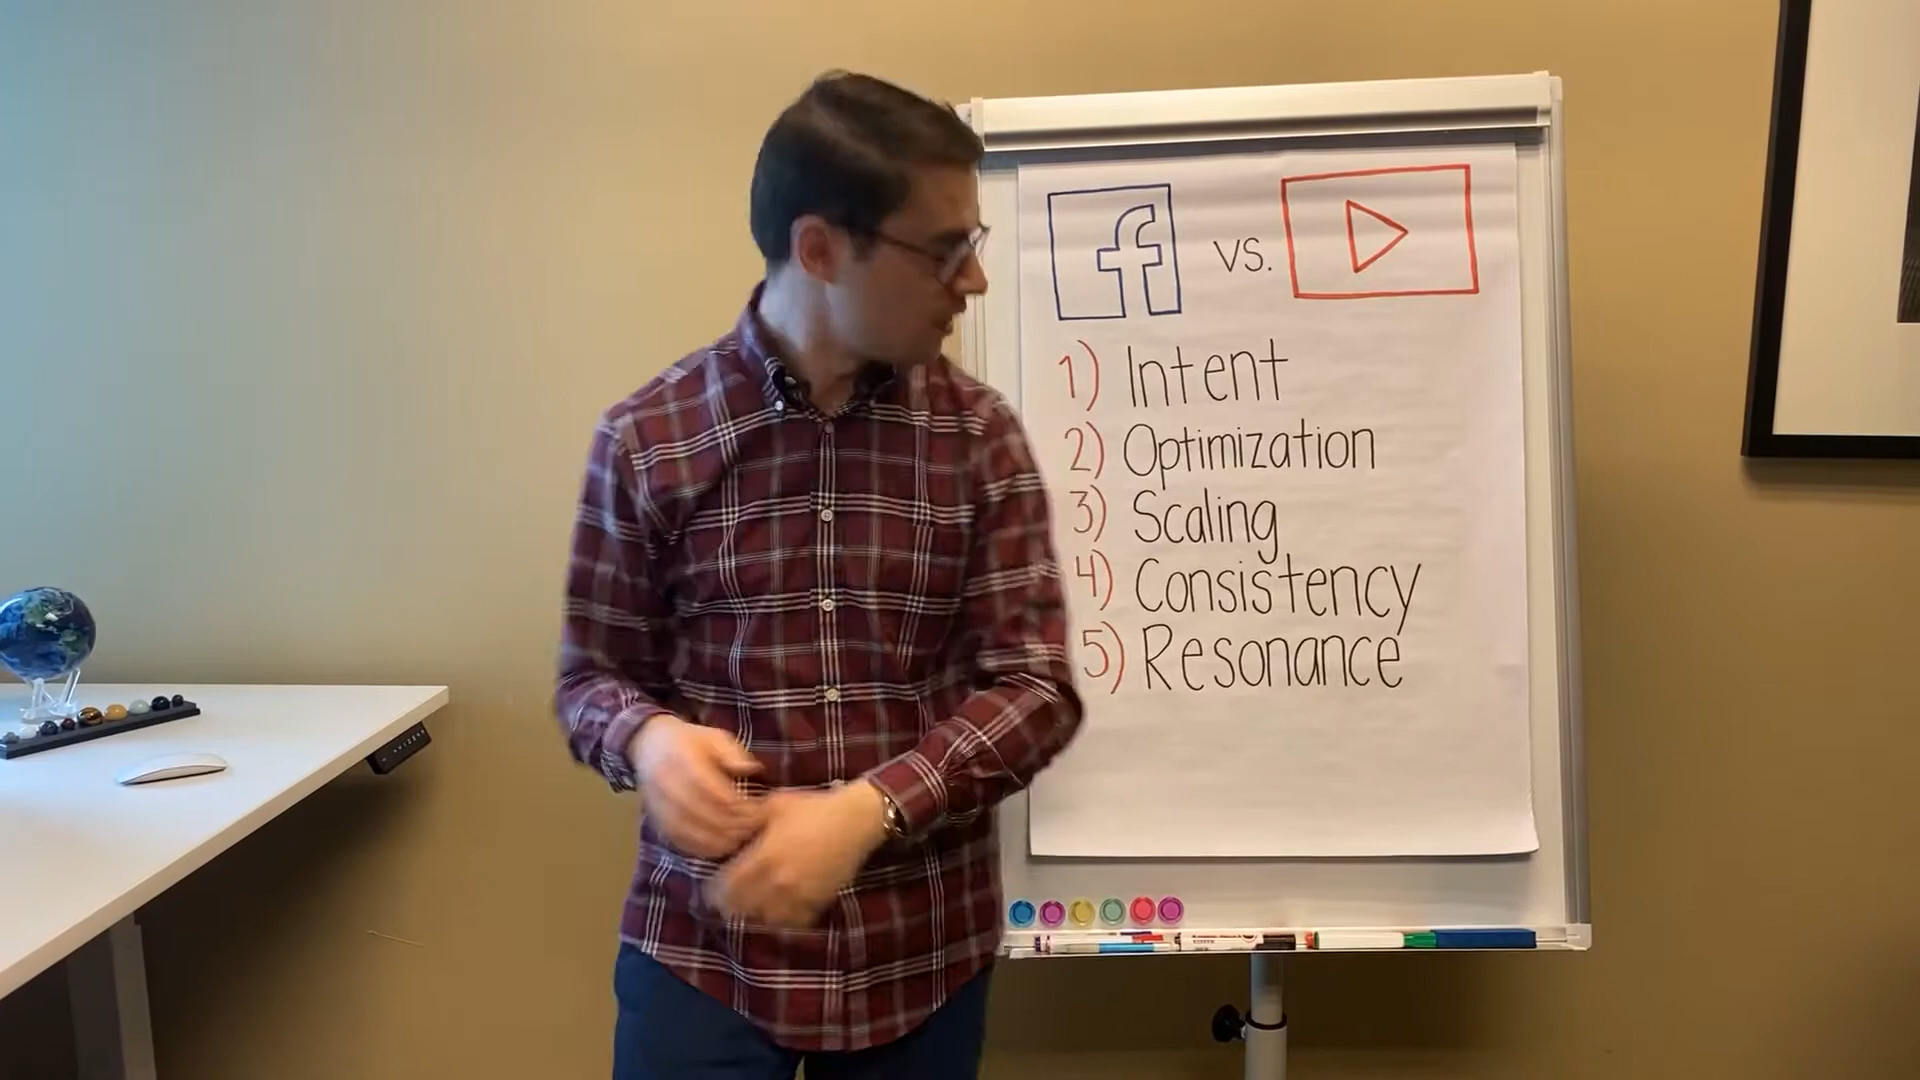 f vs.
1) Intent
2) Optimization
3) Scaling
4) Consistency
5) Resonance